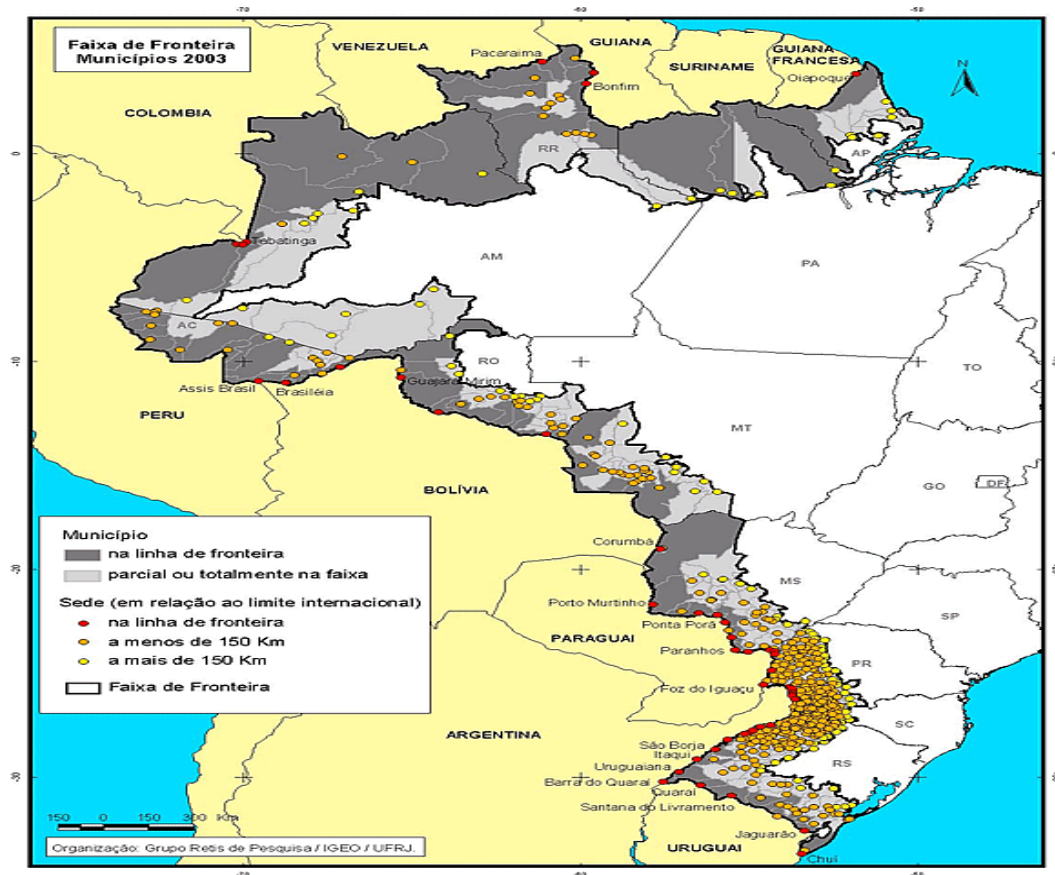 Faixa de Fronteira
Municípios 2003
-70
-60
-50
VENEZUELA
GUIANA
SURINAME
GUIANA
FRANCESA
COLOMBIA
Pacaraima
Bonfim
Oiapoque
N
RR
AP
0
Tabatinga
AM
PA
AC
RO
TO
-10
Assis Brasil
Brasiléia
Guajará Mirim
PERU
MT
BOLÍVIA
GO
DF
Município
na linha de fronteira
parcial ou totalmente na faixa
Sede (em relação ao limite internacional)
na linha de fronteira
a menos de 150 Km
a mais de 150 Km
Faixa de Fronteira
Corumbá
MS
Porto Murtinho
SP
Ponta Porã
PARAGUAI
Paranhos
PR
Foz do Iguaçu
SC
ARGENTINA
São Borja
Itaqui
RS
Uruguaiana
Barra do Quaraí
Quaraí
Santana do Livramento
150 0 150 300 Km
Jaguarão
Organização: Grupo Retis de Pesquisa / IGEO / UFRJ.
URUGUAI
Chuí